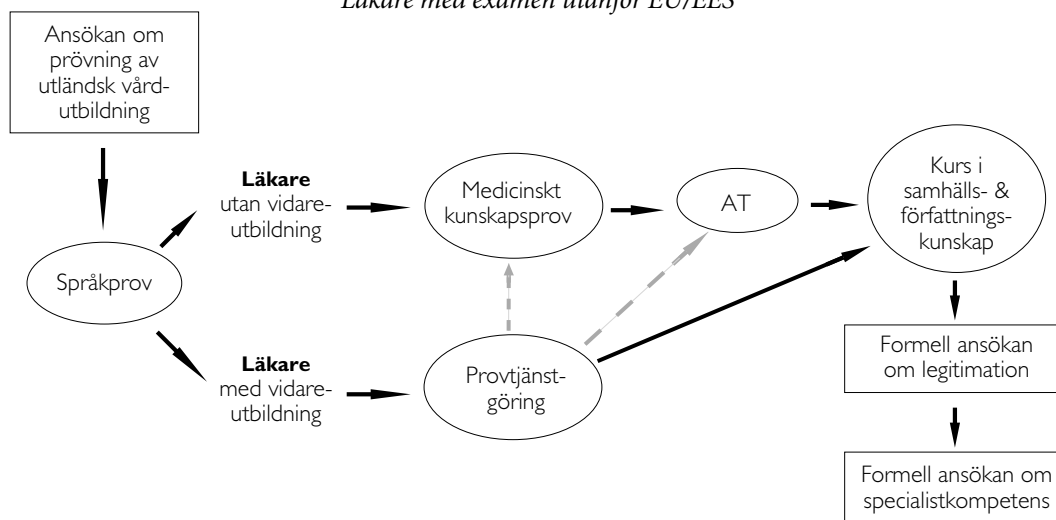 Läkare med examen utanför EU/EES
Ansökan om
prövning av
utländsk vård-
utbildning
Språkprov
Läkare
utan vidare-
utbildning
Medicinskt
kunskapsprov
AT
Kurs i
samhälls- &
författnings-
kunskap
Läkare
med vidare-
utbildning
Provtjänst-
göring
Formell ansökan
om legitimation
Formell ansökan om
specialistkompetens